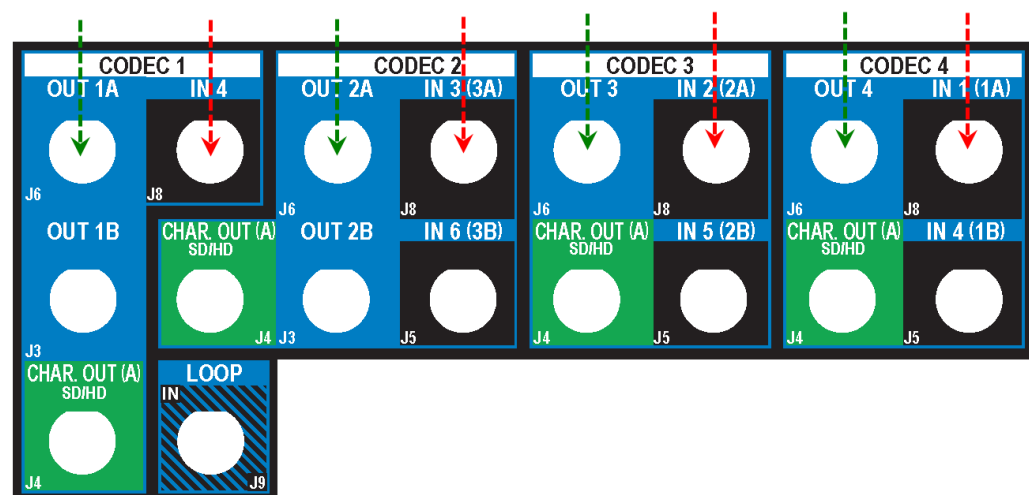 CODEC 1 CODEC 2 CODEC 3 CODEC 4
OUT 1A IN 4 OUT 2A IN 3 (3A) OUT 3 IN 2 (2A) OUT 4 IN 1 (1A)
J6 J8 J6 J8 J6 J8 J6 J8
OUT 1B CHAR. OUT (A) OUT 2B IN 6 (3B) CHAR. OUT (A) IN 5 (2B) CHAR. OUT (A) IN 4 (1B)
SD/HD SD/HD SD/HD
J3 J4 J3 J5 J4 J5 J4 J5
CHAR. OUT (A) LOOP
SD/HD IN
J4 J9